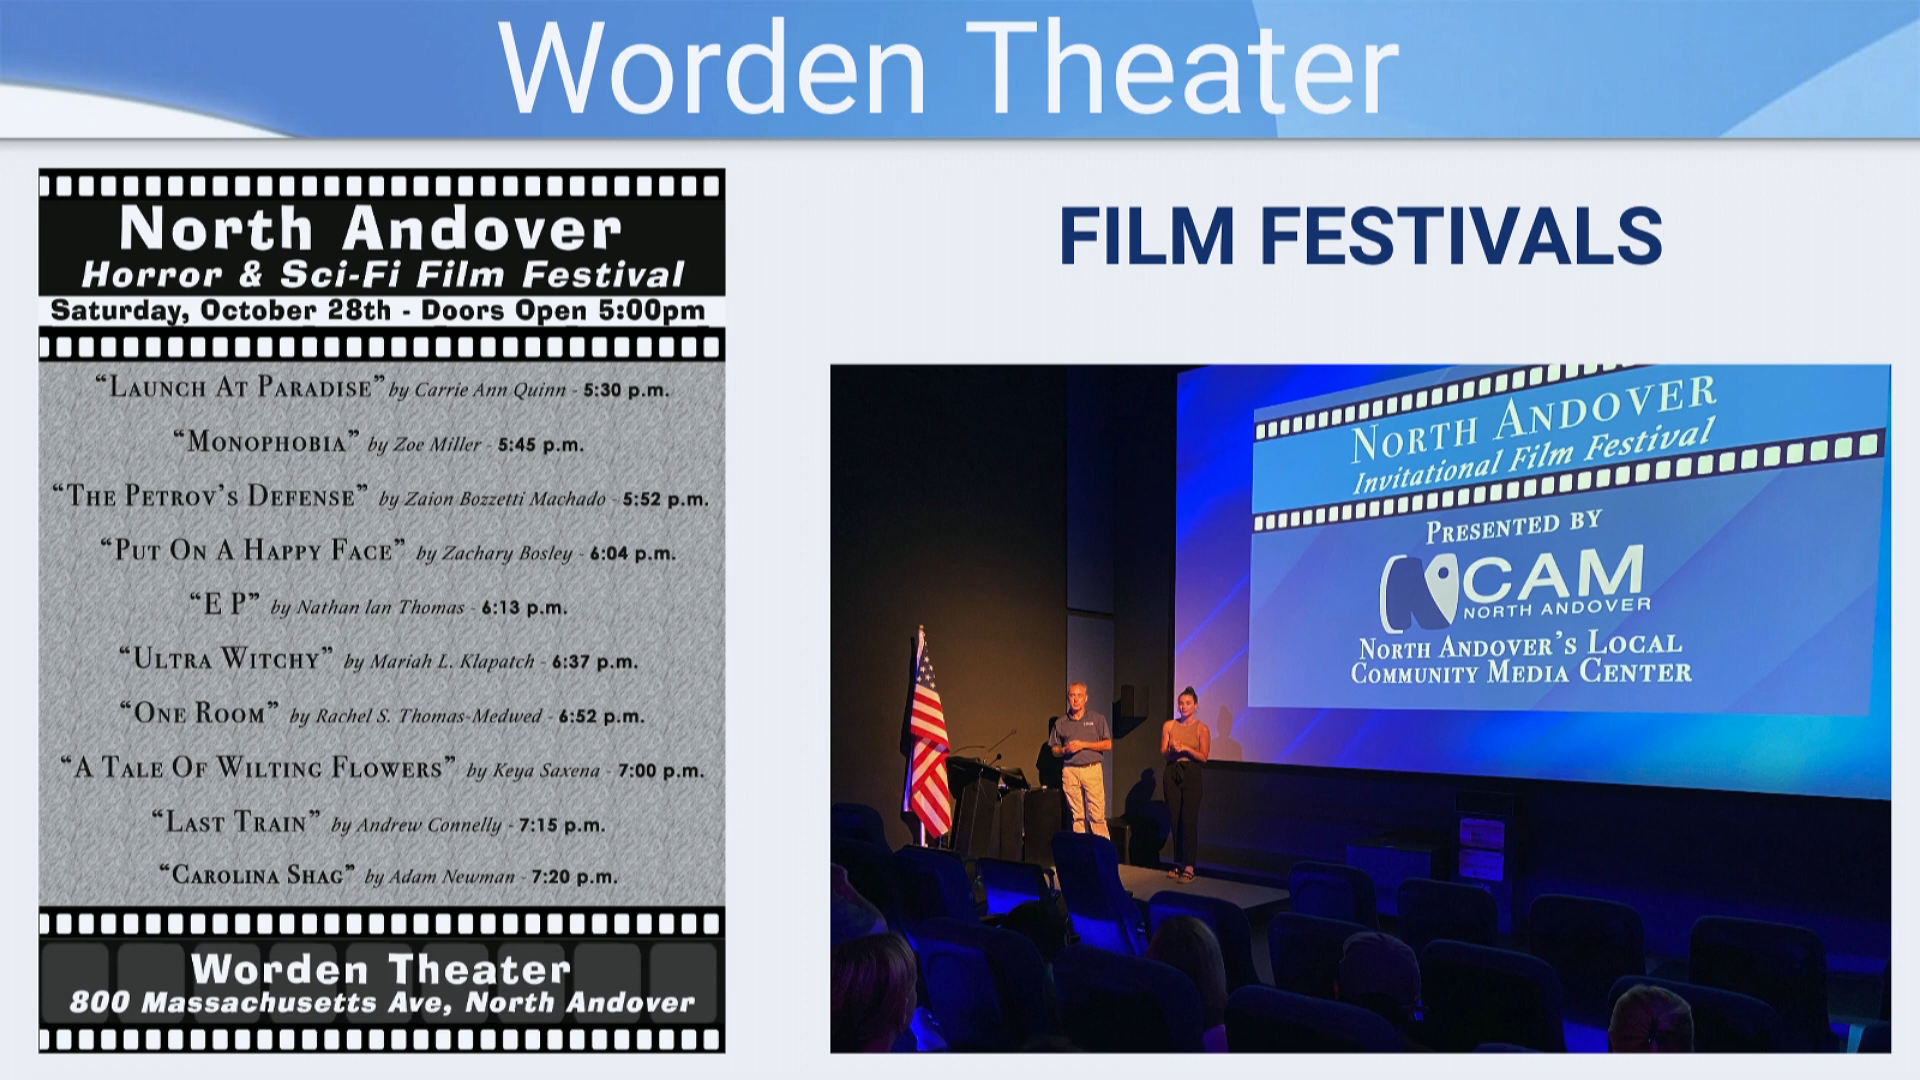 Worden Theater
North Andover
Horror & Sci-Fi Film Festival
Saturday, October 28th - Doors Open 5:00pm
“Launch At Paradise” by Carrie Ann Quinn - 5:30 p.m.
“Monophobia” by Zoe Miller - 5:45 p.m.
“The Petrov’s Defense” by Zaion Bozzetti Machado - 5:52 p.m.
“Put On A Happy Face” by Zachary Bosley - 6:04 p.m.
“E P” by Nathan Ian Thomas - 6:13 p.m.
“Ultra Witchy” by Mariah L. Klapatch - 6:37 p.m.
“One Room” by Rachel S. Thomas-Medwed - 6:52 p.m.
“A Tale Of Wilting Flowers” by Keya Saxena - 7:00 p.m.
“Last Train” by Andrew Connelly - 7:15 p.m.
“Carolina Shag” by Adam Newman - 7:20 p.m.
Worden Theater
800 Massachusetts Ave, North Andover
FILM FESTIVALS
North Andover
Invitational Film Festival
Presented by
NCAM
NORTH ANDOVER
North Andover’s Local
Community Media Center